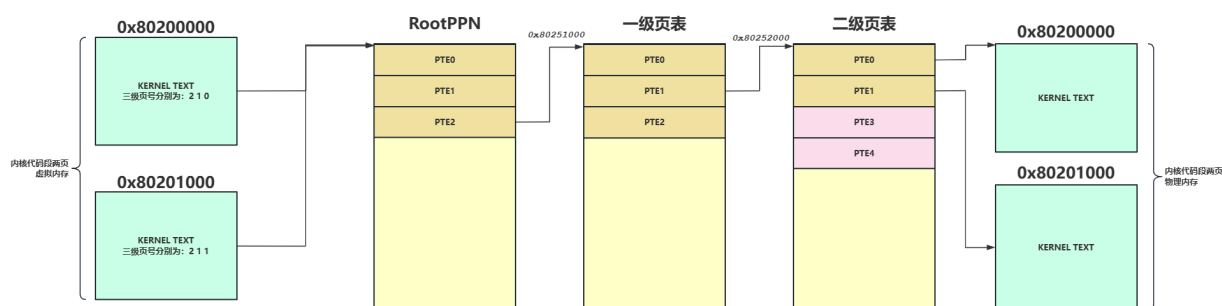 0x80200000
KERNEL TEXT
三级页号分别为：2 1 0
内核代码段两页
虚拟内存
0x80201000
KERNEL TEXT
三级页号分别为：2 1 1
RootPPN
PTE0
PTE1
PTE2
0x80251000
一级页表
PTE0
PTE1
PTE2
0x80252000
二级页表
PTE0
PTE1
PTE3
PTE4
0x80200000
KERNEL TEXT
0x80201000
KERNEL TEXT
内核代码段两页
物理内存